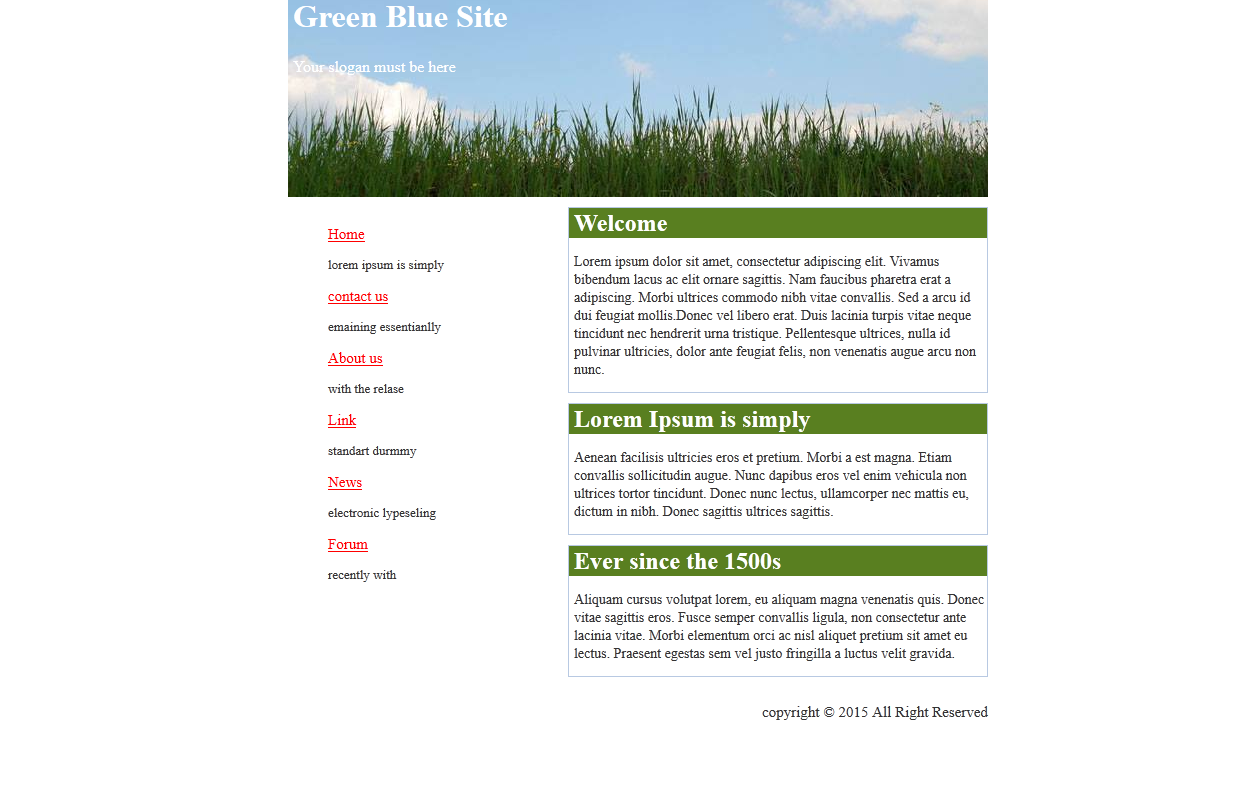 Green Blue Site
Your slogan must be here
Home
lorem ipsum is simply
contact us
emaining essentianlly
About us
with the relase
Link
standart durmmy
News
electronic lypeseling
Forum
recently with
Welcome
Lorem ipsum dolor sit amet, consectetur adipiscing elit. Vivamus
bibendum lacus ac elit ornare sagittis. Nam faucibus pharetra erat a
adipiscing. Morbi ultrices commodo nibh vitae convallis. Sed a arcu id
dui feugiat mollis.Donec vel libero erat. Duis lacinia turpis vitae neque
tincidunt nec hendrerit urna tristique. Pellentesque ultrices, nulla id
pulvinar ultricies, dolor ante feugiat felis, non venenatis augue arcu non
nunc.
Lorem Ipsum is simply
Aenean facilisis ultricies eros et pretium. Morbi a est magna. Etiam
convallis sollicitudin augue. Nunc dapibus eros vel enim vehicula non
ultrices tortor tincidunt. Donec nunc lectus, ullamcorper nec mattis eu,
dictum in nibh. Donec sagittis ultrices sagittis.
Ever since the 1500s
Aliquam cursus volutpat lorem, eu aliquam magna venenatis quis. Donec
vitae sagittis eros. Fusce semper convallis ligula, non consectetur ante
lacinia vitae. Morbi elementum orci ac nisl aliquet pretium sit amet eu
lectus. Praesent egestas sem vel justo fringilla a luctus velit gravida.
copyright © 2015 All Right Reserved